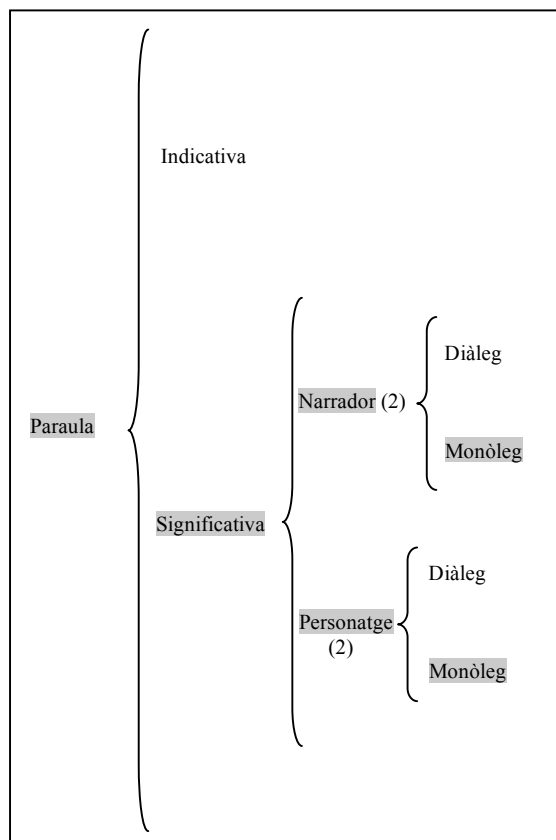 Indicativa
Diàleg
Narrador (2)
Paraula
Monòleg
Significativa
Diàleg
Personatge
(2)
Monòleg